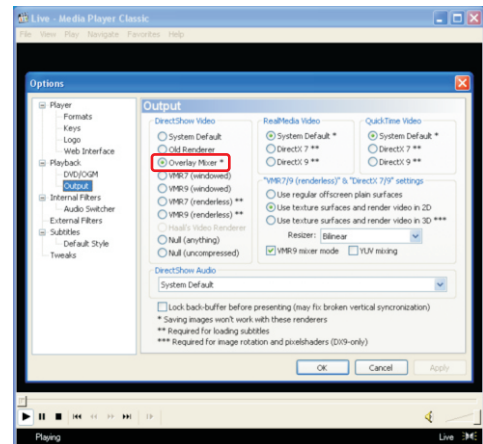 Live - Media Player Classic
File View Play Navigate Favorites Help
Options
Player
Formats
Keys
Logo
Web Interface
Playback
DVD/OGM
Output
Internal Filters
Audio Switcher
External Filters
Subtitles
Default Style
Tweaks
Output
DirectShow Video
System Default
Old Renderer
Overlay Mixer *
VMR7 (windowed)
VMR9 (windowed)
VMR7 (renderless) **
VMR9 (renderless) **
Haali's Video Renderer
Null (anything)
Null (uncompressed)
RealMedia Video
System Default *
DirectX 7 **
DirectX 9 **
QuickTime Video
System Default *
DirectX 7 **
DirectX 9 **
"VMR7/9 (renderless)" & "DirectX 7/9" settings
Use regular offscreen plain surfaces
Use texture surfaces and render video in 2D
Use texture surfaces and render video in 3D ***
Resizer: Bilinear
VMR9 mixer mode YUV mixing
DirectShow Audio
System Default
Lock back-buffer before presenting (may fix broken vertical syncronization)
* Saving images won't work with these renderers
** Required for loading subtitles
*** Required for image rotation and pixelshaders (DX9-only)
OK Cancel Apply
Playing Live